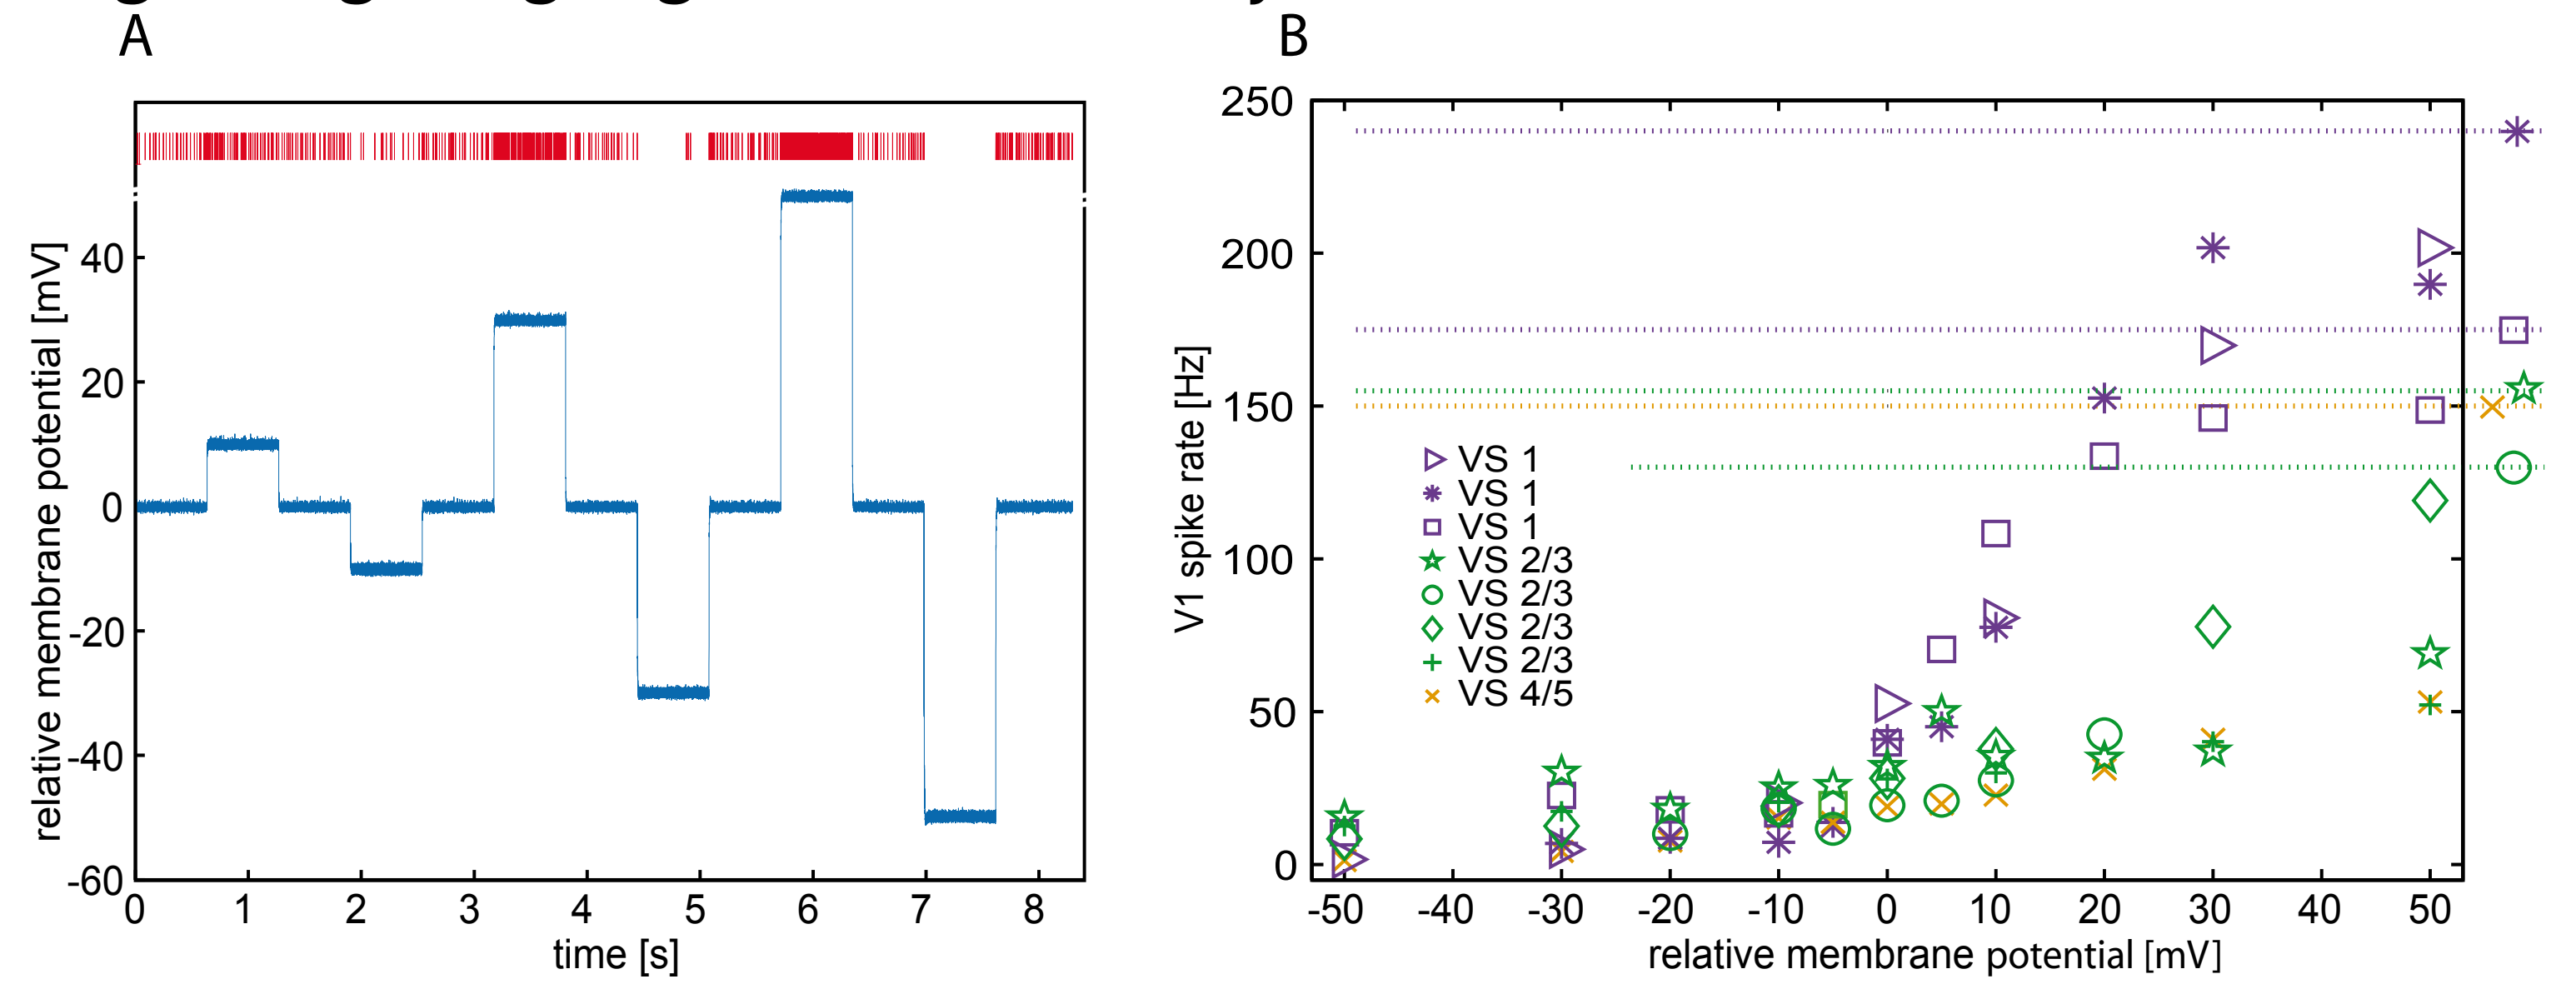 A
B
relative membrane potential [mV]
40
20
0
-20
-40
-60
0 1 2 3 4 5 6 7 8
time [s]
V1 spike rate [Hz]
250
200
150
100
50
0
VS 1
VS 1
VS 1
VS 2/3
VS 2/3
VS 2/3
VS 2/3
VS 4/5
-50 -40 -30 -20 -10 0 10 20 30 40 50
relative membrane potential [mV]